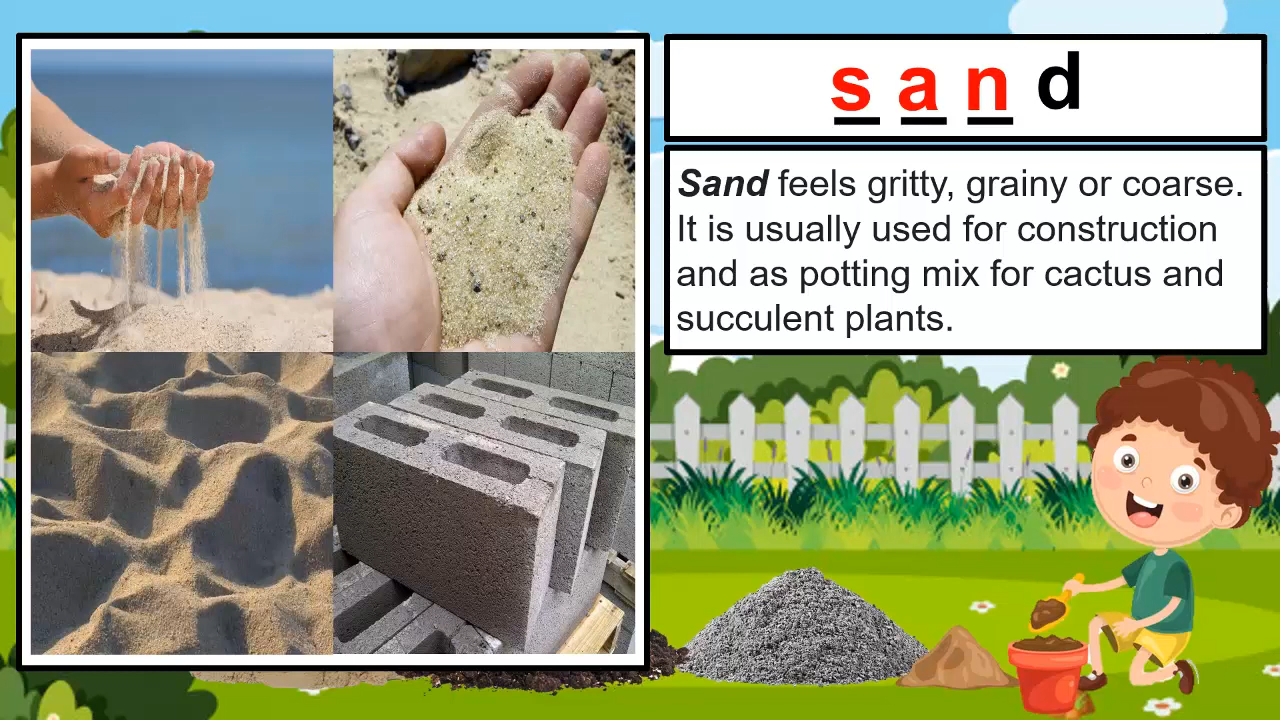 s a n d
Sand feels gritty, grainy or coarse.
It is usually used for construction
and as potting mix for cactus and
succulent plants.